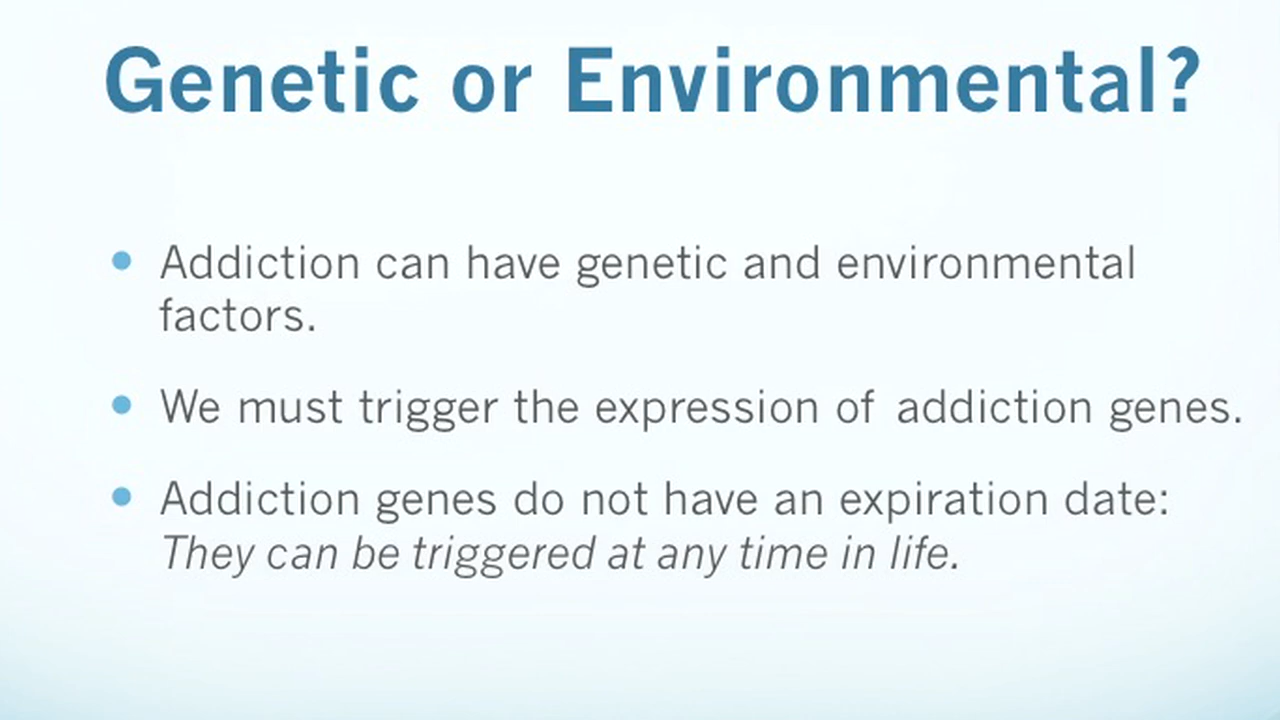 Genetic or Environmental?
• Addiction can have genetic and environmental
factors.
• We must trigger the expression of addiction genes.
• Addiction genes do not have an expiration date:
They can be triggered at any time in life.